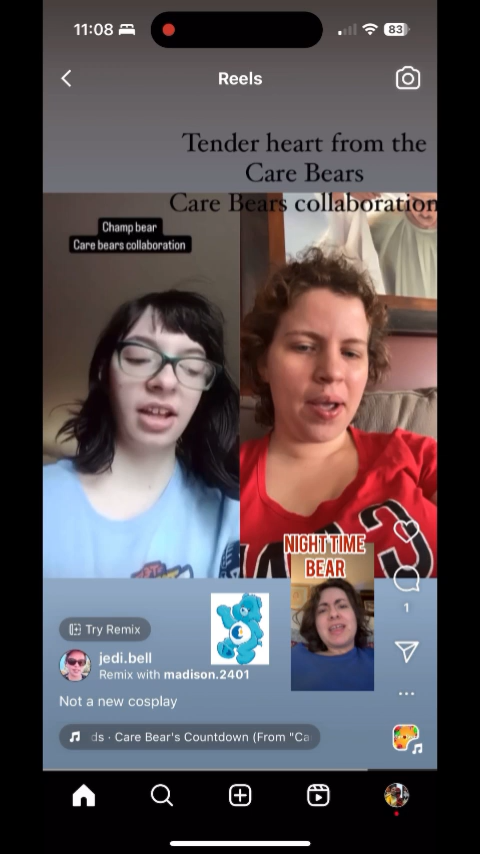 11:08
83
Reels
Tender heart from the
Care Bears
Care Bears collaboration
Champ bear
Care bears collaboration
NIGHT TIME
BEAR
1
Try Remix
jedi.bell
Remix with madison.2401
Not a new cosplay
ds · Care Bear's Countdown (From "Ca